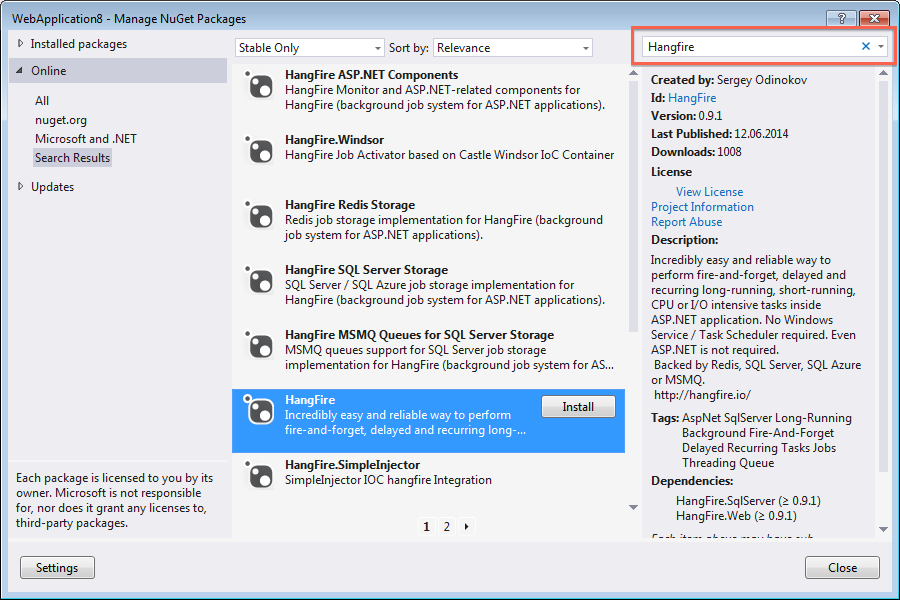 WebApplication8 - Manage NuGet Packages
Installed packages
Online
All
nuget.org
Microsoft and .NET
Search Results
Updates
Each package is licensed to you by its
owner. Microsoft is not responsible
for, nor does it grant any licenses to,
third-party packages.
Settings
Stable Only
Sort by: Relevance
HangFire ASP.NET Components
HangFire Monitor and ASP.NET-related components for
HangFire (background job system for ASP.NET applications).
HangFire.Windsor
HangFire Job Activator based on Castle Windsor IoC Container
HangFire Redis Storage
Redis job storage implementation for HangFire (background
job system for ASP.NET applications).
HangFire SQL Server Storage
SQL Server / SQL Azure job storage implementation for
HangFire (background job system for ASP.NET applications).
HangFire MSMQ Queues for SQL Server Storage
MSMQ queues support for SQL Server job storage
implementation for HangFire (background job system for AS...
HangFire
Incredibly easy and reliable way to perform
fire-and-forget, delayed and recurring long-...
Install
HangFire.SimpleInjector
SimpleInjector IOC hangfire Integration
1 2
Hangfire
Created by: Sergey Odinokov
Id: HangFire
Version: 0.9.1
Last Published: 12.06.2014
Downloads: 1008
License
View License
Project Information
Report Abuse
Description:
Incredibly easy and reliable way to
perform fire-and-forget, delayed and
recurring long-running, short-running,
CPU or I/O intensive tasks inside
ASP.NET application. No Windows
Service / Task Scheduler required. Even
ASP.NET is not required.
Backed by Redis, SQL Server, SQL Azure
or MSMQ.
http://hangfire.io/
Tags: AspNet SqlServer Long-Running
Background Fire-And-Forget
Delayed Recurring Tasks Jobs
Threading Queue
Dependencies:
HangFire.SqlServer (≥ 0.9.1)
HangFire.Web (≥ 0.9.1)
Each item above may have sub
Close